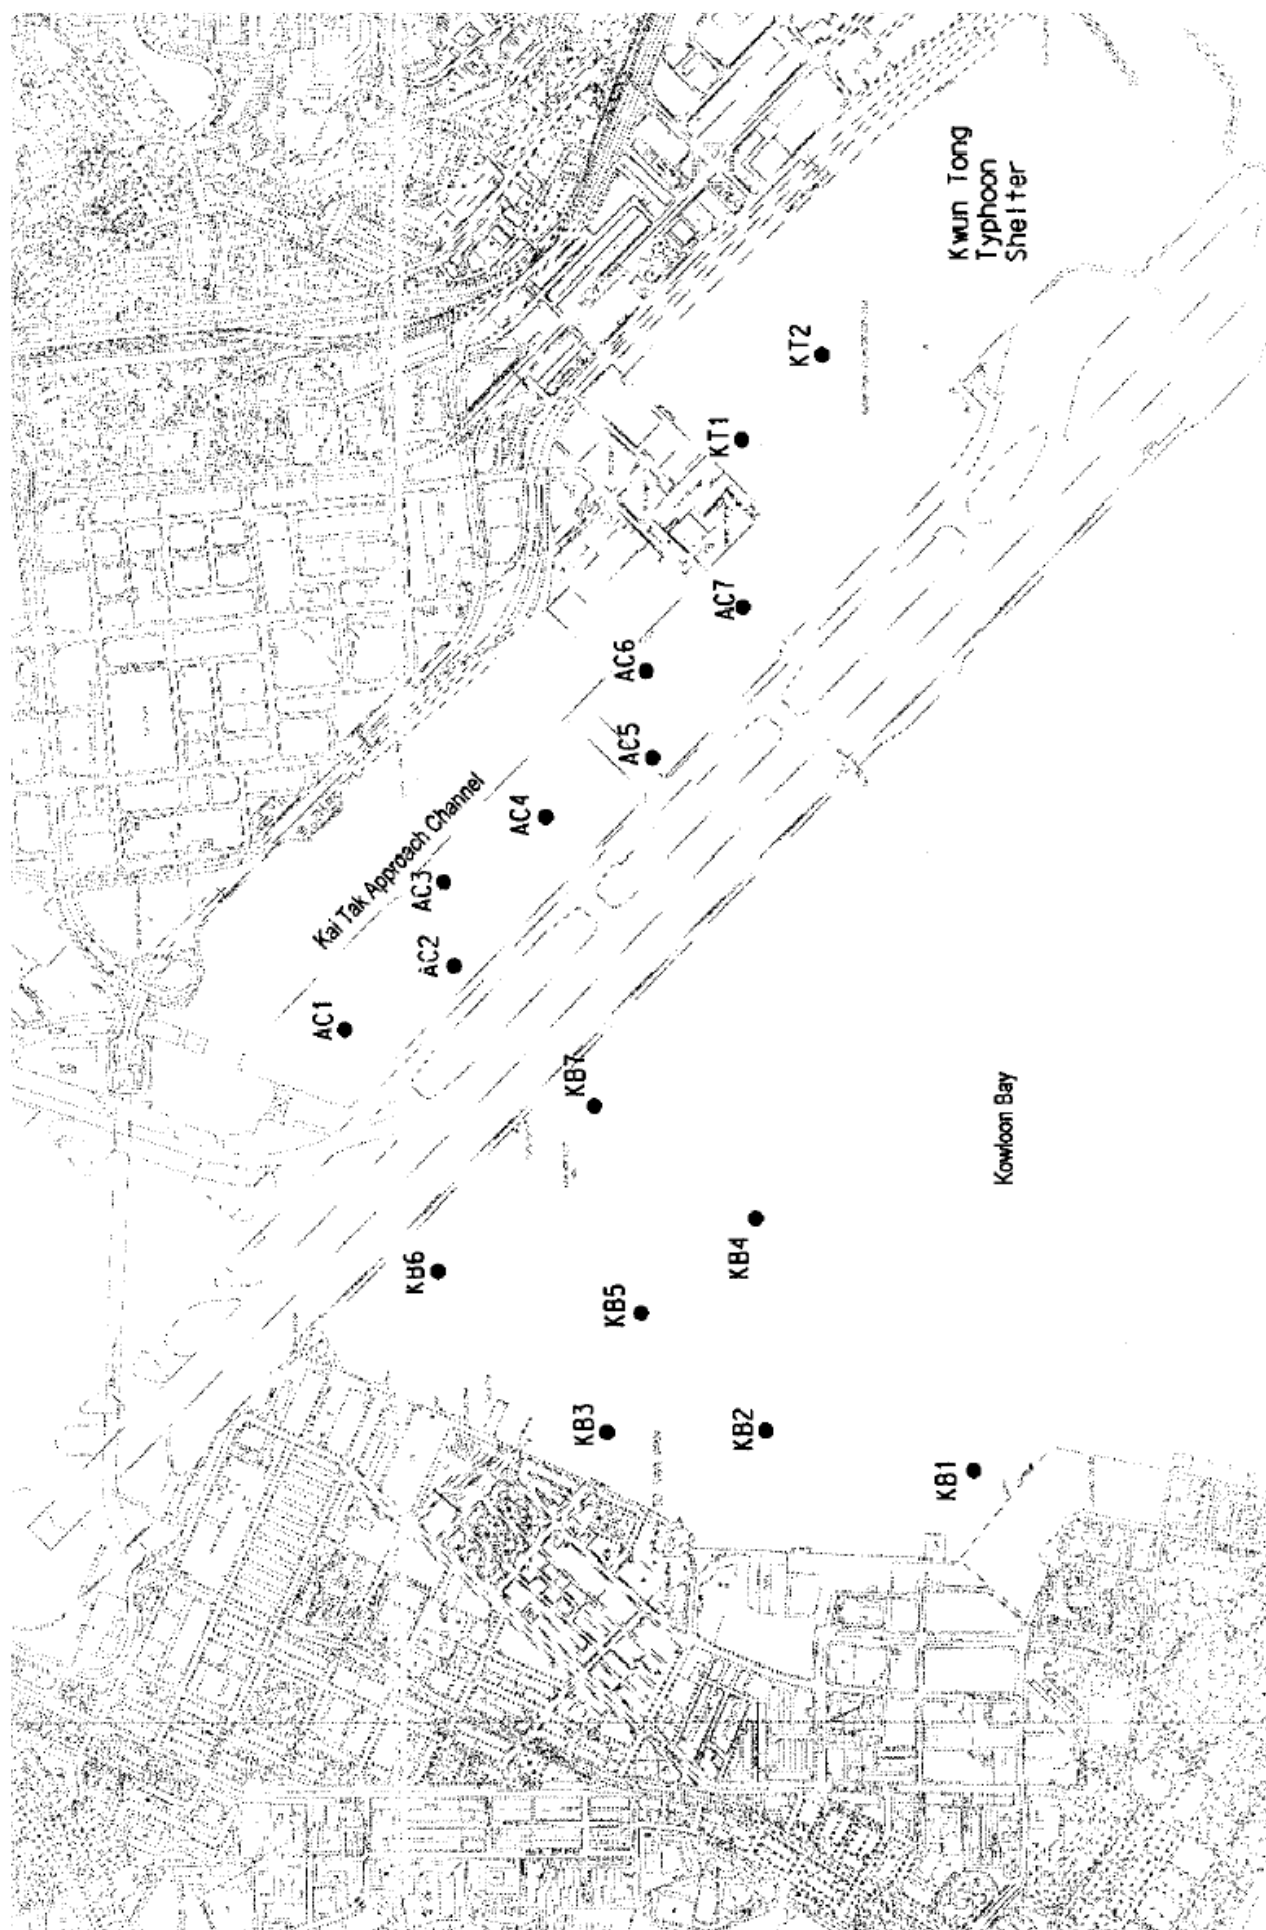 Kwun Tong
Typhoon
Shelter
KT2
KT1
AC7
AC6
AC5
AC4
Kai Tak Approach Channel
AC3
AC2
AC1
KB7
Kowloon Bay
KB4
KB6
KB5
KB3
KB2
KB1